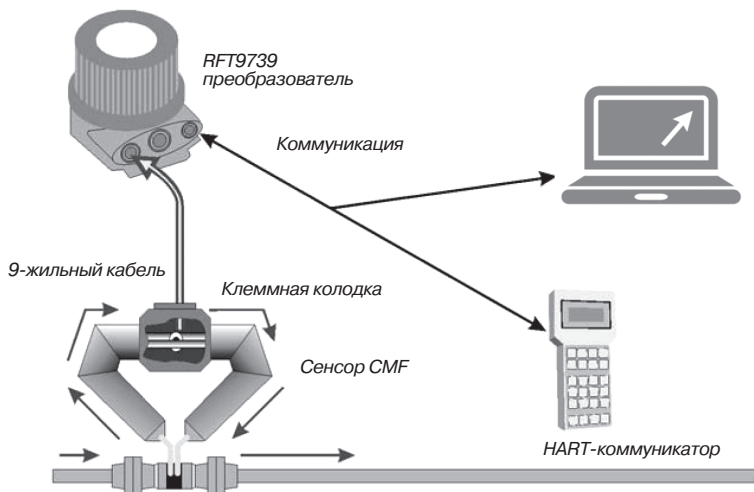 RFT9739
преобразователь
Коммуникация
9-жильный кабель
Клеммная колодка
Сенсор CMF
HART-коммуникатор